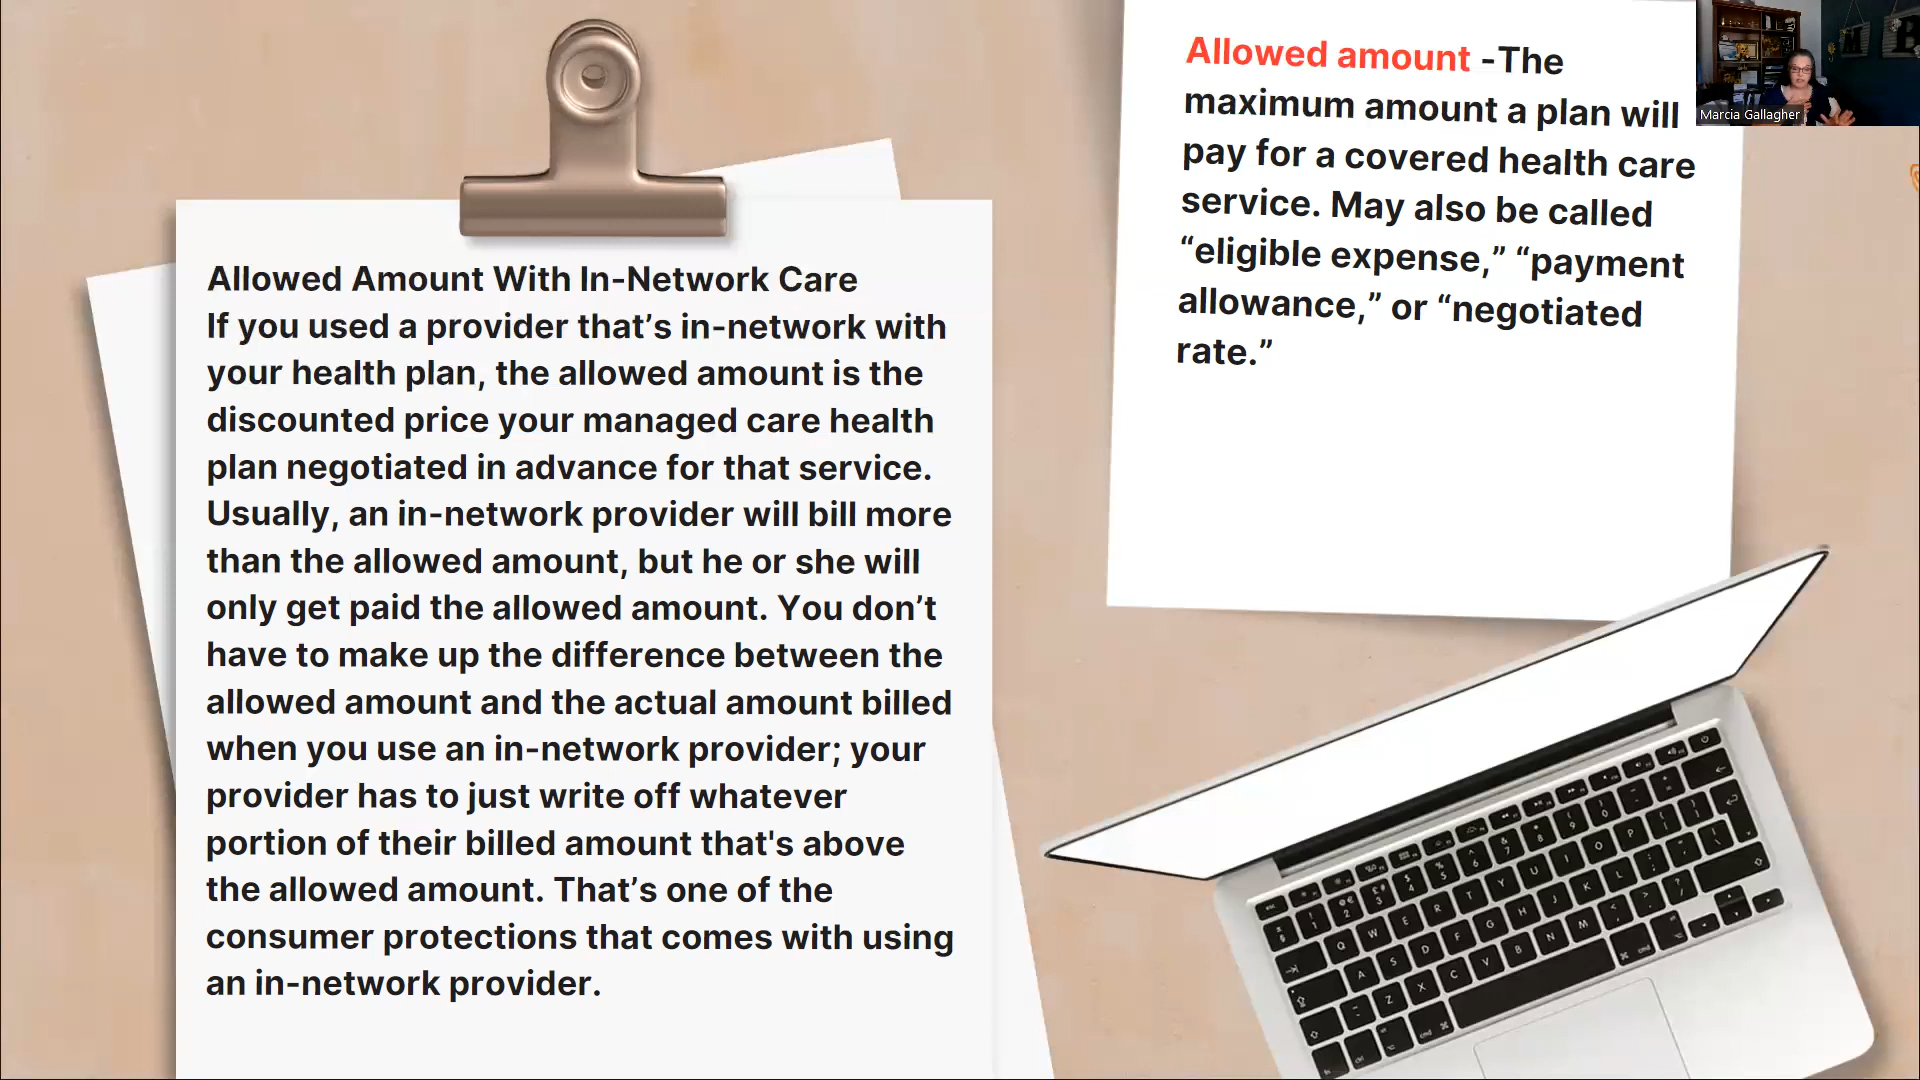 Allowed Amount With In-Network Care
If you used a provider that’s in-network with
your health plan, the allowed amount is the
discounted price your managed care health
plan negotiated in advance for that service.
Usually, an in-network provider will bill more
than the allowed amount, but he or she will
only get paid the allowed amount. You don’t
have to make up the difference between the
allowed amount and the actual amount billed
when you use an in-network provider; your
provider has to just write off whatever
portion of their billed amount that's above
the allowed amount. That’s one of the
consumer protections that comes with using
an in-network provider.
Allowed amount -The
maximum amount a plan will
pay for a covered health care
service. May also be called
“eligible expense,” “payment
allowance,” or “negotiated
rate.”
Marcia Gallagher